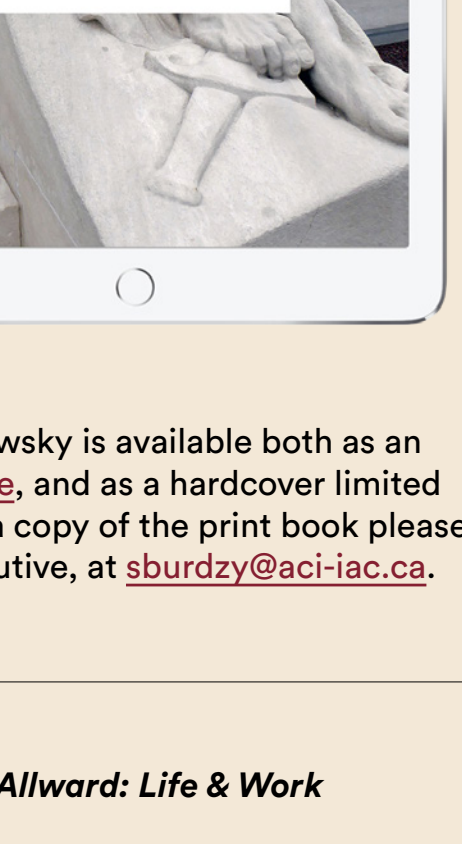 wsky is available both as an
e, and as a hardcover limited
copy of the print book please
utive, at sburdzy@aci-iac.ca.
Allward: Life & Work